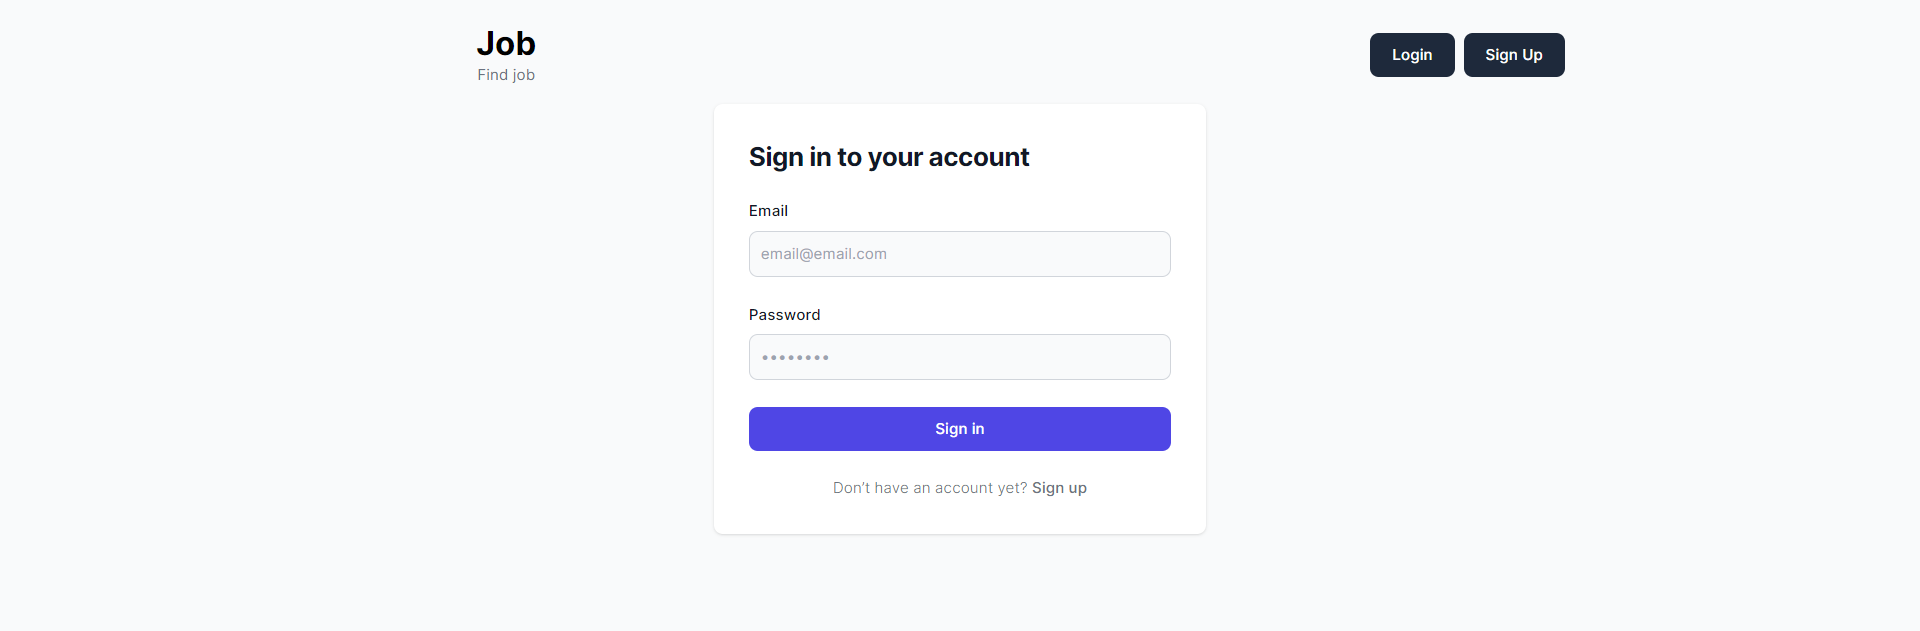 Job
Find job
Login
Sign Up
Sign in to your account
Email
email@email.com
Password
••••••••
Sign in
Don’t have an account yet? Sign up